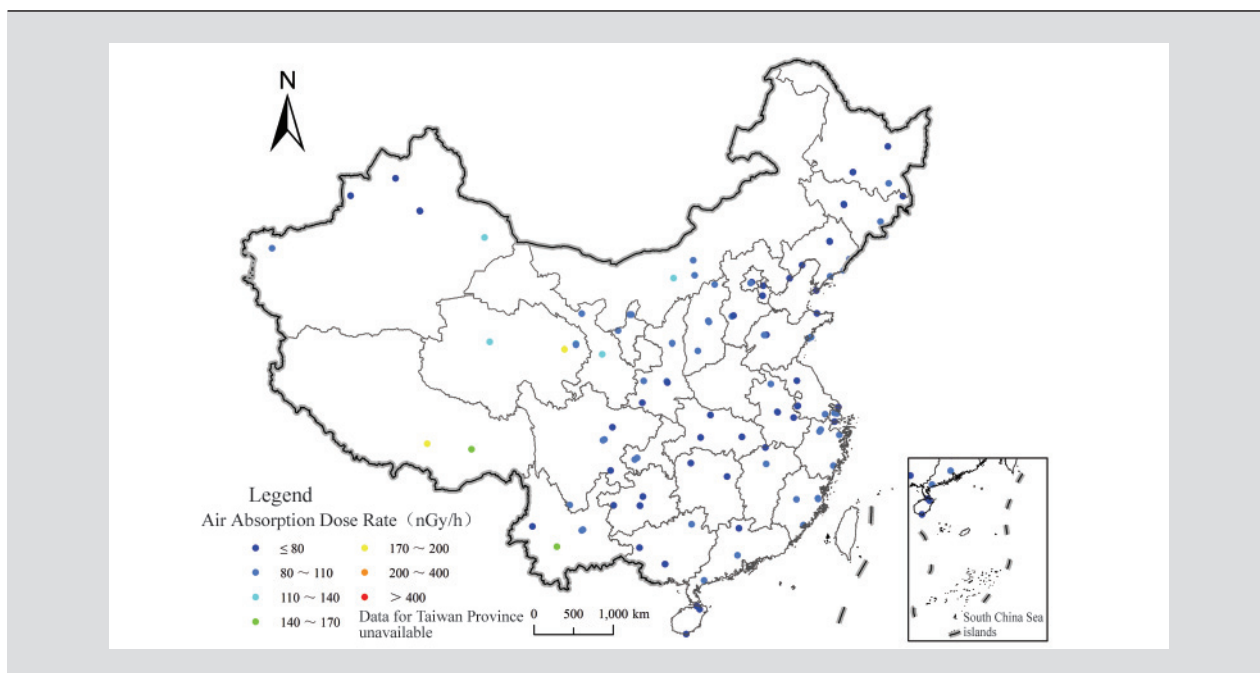 N
Legend
Air Absorption Dose Rate（nGy/h）
≤ 80
80 ～ 110
110 ～ 140
140 ～ 170
170 ～ 200
200 ～ 400
＞ 400
Data for Taiwan Province
unavailable
0 500 1,000 km
South China Sea
islands